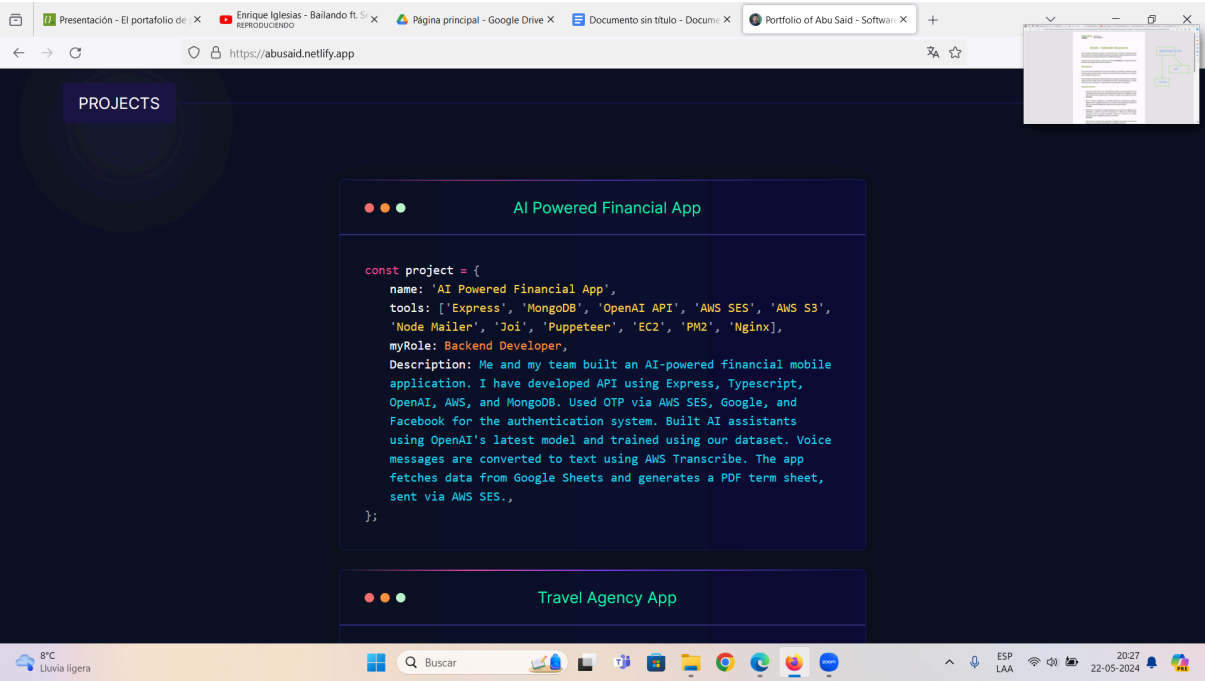 Presentación - El portafolio de
Enrique Iglesias - Bailando ft. S
REPRODUCIENDO
Página principal - Google Drive
Documento sin título - Docume
Portfolio of Abu Said - Softwar
https://abusaid.netlify.app
PROJECTS
AI Powered Financial App
const project = {
name: 'AI Powered Financial App',
tools: ['Express', 'MongoDB', 'OpenAI API', 'AWS SES', 'AWS S3',
'Node Mailer', 'Joi', 'Puppeteer', 'EC2', 'PM2', 'Nginx],
myRole: Backend Developer,
Description: Me and my team built an AI-powered financial mobile
application. I have developed API using Express, Typescript,
OpenAI, AWS, and MongoDB. Used OTP via AWS SES, Google, and
Facebook for the authentication system. Built AI assistants
using OpenAI's latest model and trained using our dataset. Voice
messages are converted to text using AWS Transcribe. The app
fetches data from Google Sheets and generates a PDF term sheet,
sent via AWS SES.,
};
Travel Agency App
8°C
Lluvia ligera
Buscar
zoom
ESP
LAA
20:27
22-05-2024
PRE